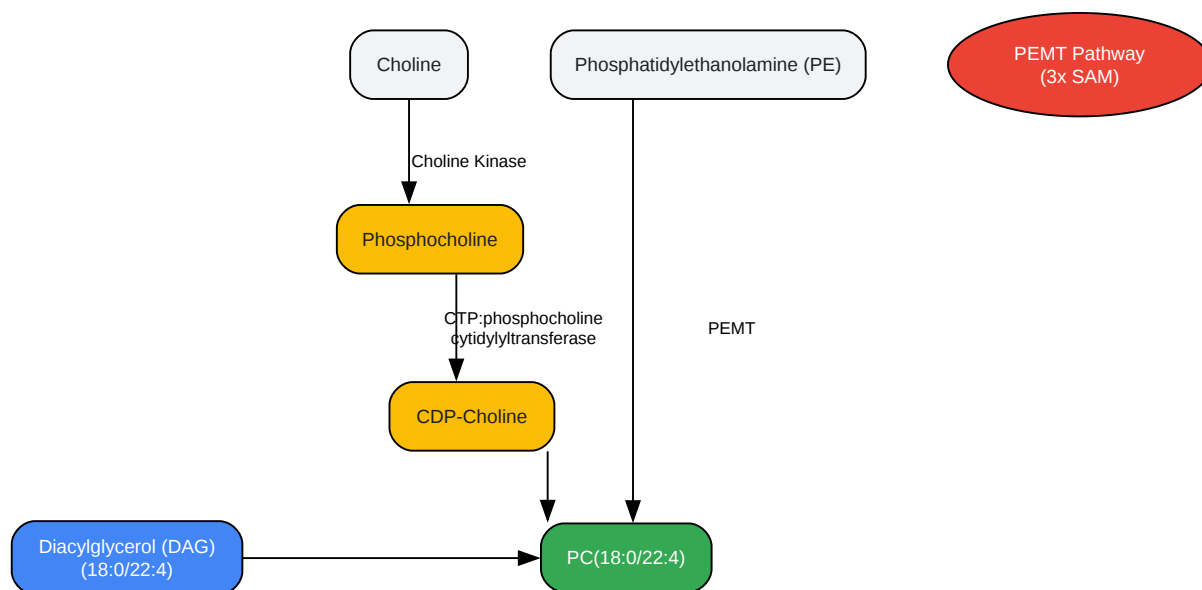 Choline
Phosphatidylethanolamine (PE)
PEMT Pathway
(3x SAM)
Choline Kinase
Phosphocholine
CTP:phosphocholine
cytidylyltransferase
PEMT
CDP-Choline
Diacylglycerol (DAG)
(18:0/22:4)
PC(18:0/22:4)